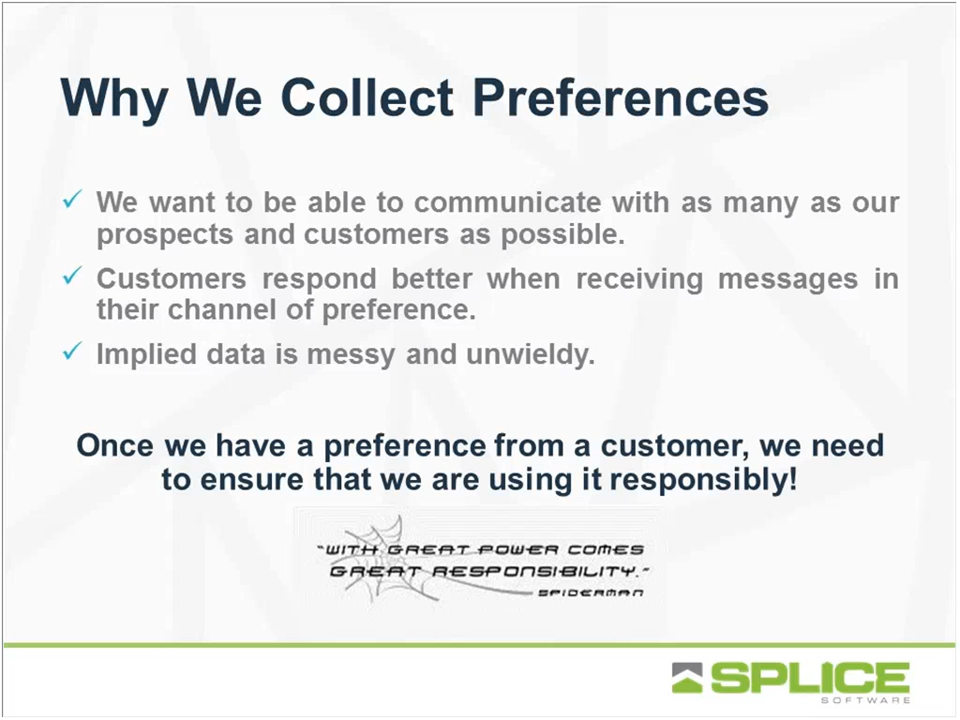 Why We Collect Preferences
We want to be able to communicate with as many as our
prospects and customers as possible.
Customers respond better when receiving messages in
their channel of preference.
Implied data is messy and unwieldy.
Once we have a preference from a customer, we need
to ensure that we are using it responsibly!
"WITH GREAT POWER COMES
GREAT RESPONSIBILITY."
SPIDERMAN
SPLICE
SOFTWARE